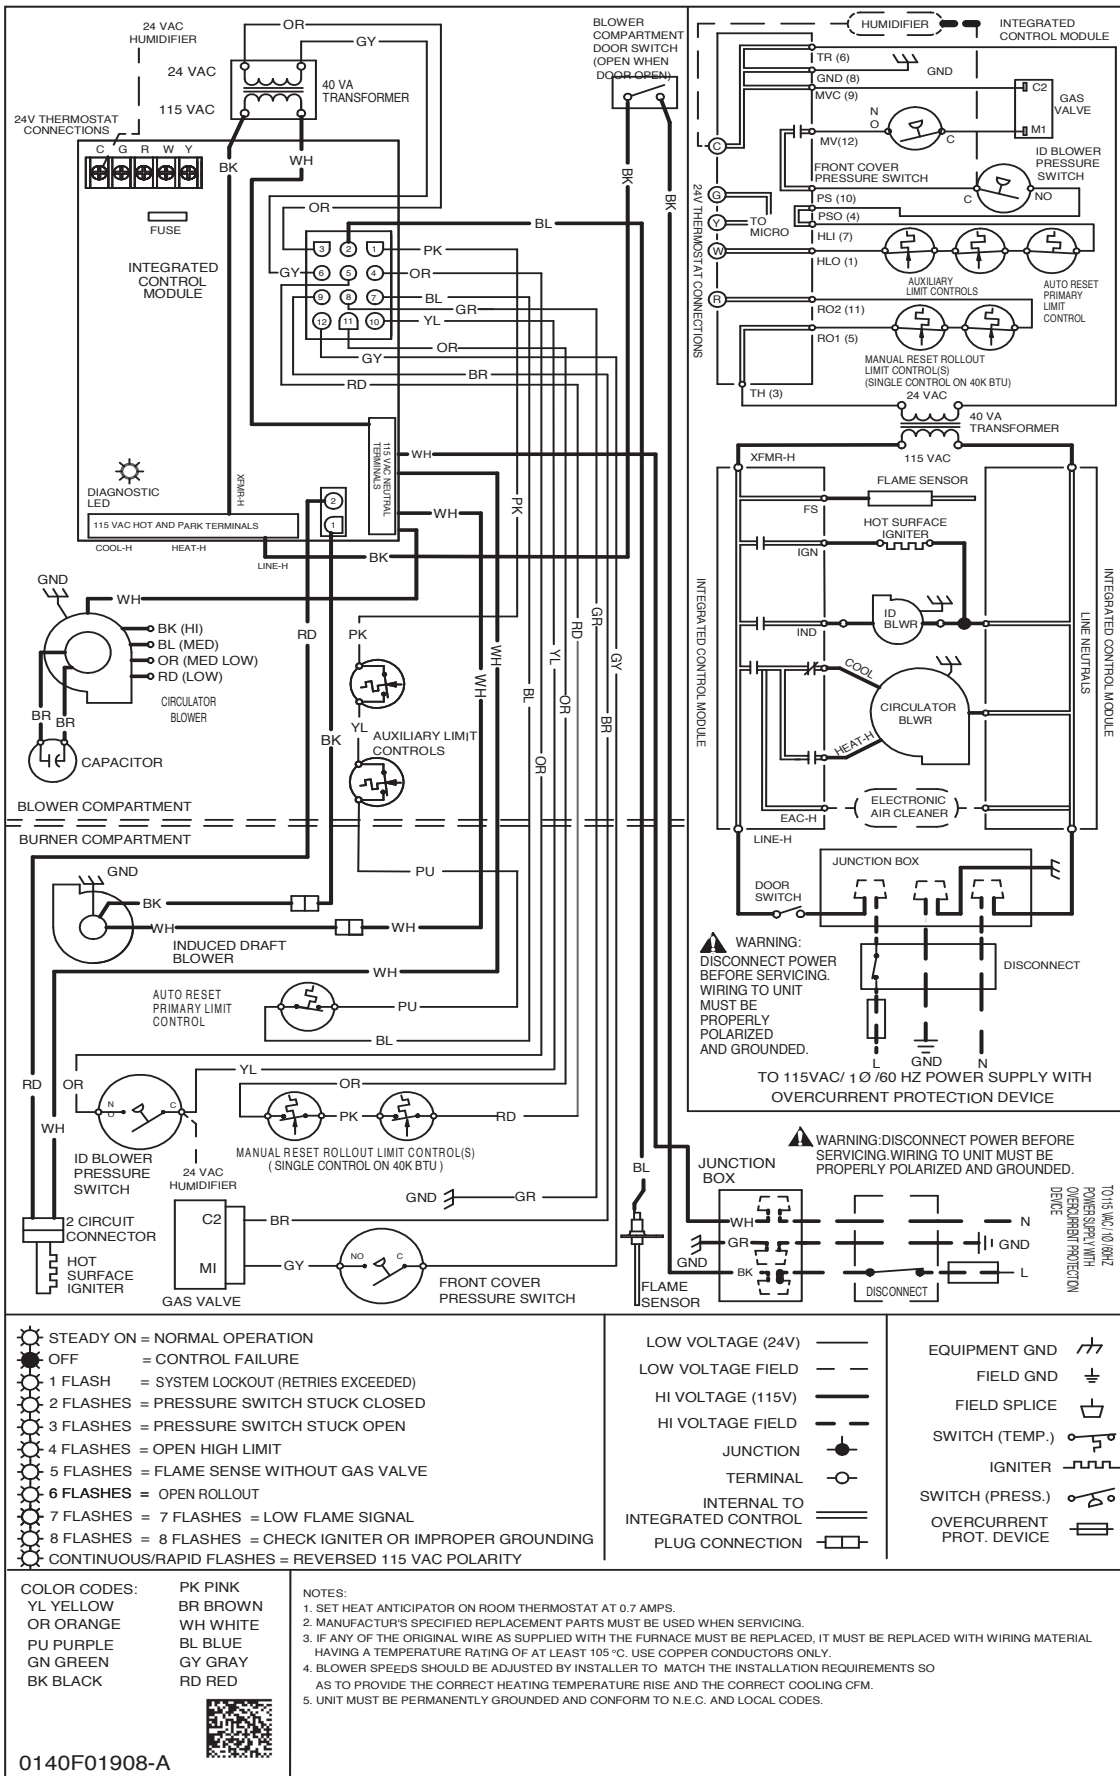 24 VAC
HUMIDIFIER
OR
GY
24 VAC
115 VAC
40 VA
TRANSFORMER
24V THERMOSTAT
CONNECTIONS
C G R W Y
BK
WH
FUSE
INTEGRATED
CONTROL
MODULE
OR
GY
3 2 1
6 5 4
9 8 7
12 11 10
BL
PK
OR
BL
GR
YL
OR
GY
BR
RD
BLOWER
COMPARTMENT
DOOR SWITCH
(OPEN WHEN
DOOR OPEN)
BK
BK
115 VAC NEUTRAL
TERMINALS
WH
WH
DIAGNOSTIC
LED
XFMR-H
2
1
115 VAC HOT AND PARK TERMINALS
COOL-H
HEAT-H
LINE-H
BK
PK
GND
WH
BK (HI)
BL (MED)
OR (MED LOW)
RD (LOW)
CIRCULATOR
BLOWER
BR
BR
CAPACITOR
RD
BK
PK
YL
AUXILIARY LIMIT
CONTROLS
WH
WH
BL
OR
YL
OR
RD
GR
BR
GY
BLOWER COMPARTMENT
BURNER COMPARTMENT
GND
PU
BK
WH
WH
INDUCED DRAFT
BLOWER
WH
AUTO RESET
PRIMARY LIMIT
CONTROL
PU
BL
YL
RD
OR
WH
OR
N
O
C
PK
RD
MANUAL RESET ROLLOUT LIMIT CONTROL(S)
( SINGLE CONTROL ON 40K BTU )
ID BLOWER
PRESSURE
SWITCH
24 VAC
HUMIDIFIER
GND
GR
2 CIRCUIT
CONNECTOR
HOT
SURFACE
IGNITER
C2
MI
GAS VALVE
BR
GY
NO
C
FRONT COVER
PRESSURE SWITCH
BL
FLAME
SENSOR
HUMIDIFIER
INTEGRATED
CONTROL MODULE
TR (6)
GND (8)
GND
MVC (9)
C2
GAS
VALVE
M1
N
O
C
MV(12)
ID BLOWER
PRESSURE
SWITCH
FRONT COVER
PRESSURE SWITCH
C
NO
PS (10)
PSO (4)
HLI (7)
HLO (1)
C
G
Y
TO
MICRO
W
R
24V THERMOSTAT CONNECTIONS
AUXILIARY
LIMIT CONTROLS
AUTO RESET
PRIMARY
LIMIT
CONTROL
RO2 (11)
RO1 (5)
MANUAL RESET ROLLOUT
LIMIT CONTROL(S)
(SINGLE CONTROL ON 40K BTU)
TH (3)
24 VAC
40 VA
TRANSFORMER
115 VAC
XFMR-H
FLAME SENSOR
FS
HOT SURFACE
IGNITER
IGN
ID
BLWR
IND
COOL
CIRCULATOR
BLWR
HEAT-H
ELECTRONIC
AIR CLEANER
EAC-H
LINE-H
INTEGRATED CONTROL MODULE
LINE NEUTRALS
INTEGRATED CONTROL MODULE
JUNCTION BOX
DOOR
SWITCH
WARNING:
DISCONNECT POWER
BEFORE SERVICING.
WIRING TO UNIT
MUST BE
PROPERLY
POLARIZED
AND GROUNDED.
DISCONNECT
L
GND
N
TO 115VAC/ 1Ø /60 HZ POWER SUPPLY WITH
OVERCURRENT PROTECTION DEVICE
WARNING:DISCONNECT POWER BEFORE
SERVICING.WIRING TO UNIT MUST BE
PROPERLY POLARIZED AND GROUNDED.
JUNCTION
BOX
WH
GR
GND
BK
DISCONNECT
N
GND
L
TO 115 VAC/ 1Ø /60HZ
POWER SUPPLY WITH
OVERCURRENT PROTECTION
DEVICE
STEADY ON = NORMAL OPERATION
OFF = CONTROL FAILURE
1 FLASH = SYSTEM LOCKOUT (RETRIES EXCEEDED)
2 FLASHES = PRESSURE SWITCH STUCK CLOSED
3 FLASHES = PRESSURE SWITCH STUCK OPEN
4 FLASHES = OPEN HIGH LIMIT
5 FLASHES = FLAME SENSE WITHOUT GAS VALVE
6 FLASHES = OPEN ROLLOUT
7 FLASHES = 7 FLASHES = LOW FLAME SIGNAL
8 FLASHES = 8 FLASHES = CHECK IGNITER OR IMPROPER GROUNDING
CONTINUOUS/RAPID FLASHES = REVERSED 115 VAC POLARITY
LOW VOLTAGE (24V)
LOW VOLTAGE FIELD
HI VOLTAGE (115V)
HI VOLTAGE FIELD
JUNCTION
TERMINAL
INTERNAL TO
INTEGRATED CONTROL
PLUG CONNECTION
EQUIPMENT GND
FIELD GND
FIELD SPLICE
SWITCH (TEMP.)
IGNITER
SWITCH (PRESS.)
OVERCURRENT
PROT. DEVICE
COLOR CODES:
YL YELLOW
OR ORANGE
PU PURPLE
GN GREEN
BK BLACK
PK PINK
BR BROWN
WH WHITE
BL BLUE
GY GRAY
RD RED
0140F01908-A
NOTES:
1. SET HEAT ANTICIPATOR ON ROOM THERMOSTAT AT 0.7 AMPS.
2. MANUFACTUR'S SPECIFIED REPLACEMENT PARTS MUST BE USED WHEN SERVICING.
3. IF ANY OF THE ORIGINAL WIRE AS SUPPLIED WITH THE FURNACE MUST BE REPLACED, IT MUST BE REPLACED WITH WIRING MATERIAL
HAVING A TEMPERATURE RATING OF AT LEAST 105 °C. USE COPPER CONDUCTORS ONLY.
4. BLOWER SPEEDS SHOULD BE ADJUSTED BY INSTALLER TO MATCH THE INSTALLATION REQUIREMENTS SO
AS TO PROVIDE THE CORRECT HEATING TEMPERATURE RISE AND THE CORRECT COOLING CFM.
5. UNIT MUST BE PERMANENTLY GROUNDED AND CONFORM TO N.E.C. AND LOCAL CODES.